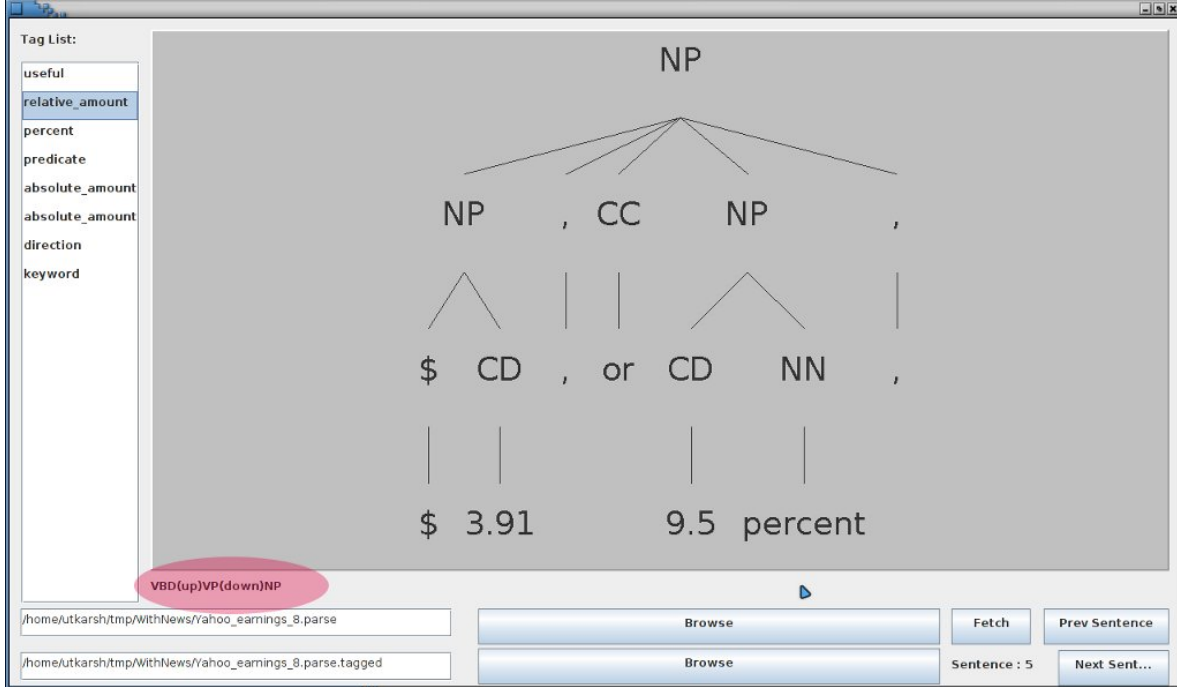 Tag List:
useful
relative_amount
percent
predicate
absolute_amount
absolute_amount
direction
keyword
NP
NP , CC NP ,
$ CD , or CD NN ,
$ 3.91 9.5 percent
VBD(up)VP(down)NP
/home/utkarsh/tmp/WithNews/Yahoo_earnings_8.parse Browse Fetch Prev Sentence
/home/utkarsh/tmp/WithNews/Yahoo_earnings_8.parse.tagged Browse Sentence : 5 Next Sent...